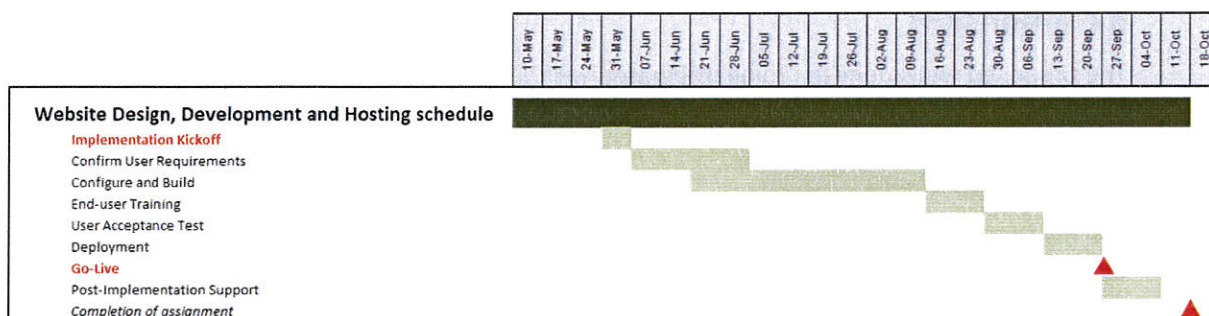 10-May 17-May 24-May 31-May 07-Jun 14-Jun 21-Jun 28-Jun 05-Jul 12-Jul 19-Jul 26-Jul 02-Aug 09-Aug 16-Aug 23-Aug 30-Aug 06-Sep 13-Sep 20-Sep 27-Sep 04-Oct 11-Oct 18-Oct
Website Design, Development and Hosting schedule
Implementation Kickoff
Confirm User Requirements
Configure and Build
End-user Training
User Acceptance Test
Deployment
Go-Live
Post-Implementation Support
Completion of assignment